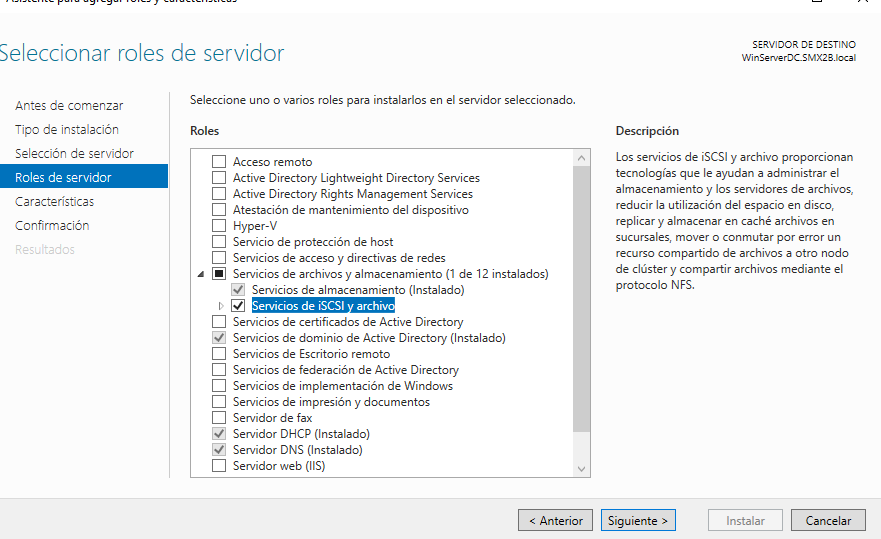 Asistente para agregar roles y características
Seleccionar roles de servidor
SERVIDOR DE DESTINO
WinServerDC.SMX2B.local
Antes de comenzar
Tipo de instalación
Selección de servidor
Roles de servidor
Características
Confirmación
Resultados
Seleccione uno o varios roles para instalarlos en el servidor seleccionado.
Roles
Acceso remoto
Active Directory Lightweight Directory Services
Active Directory Rights Management Services
Atestación de mantenimiento del dispositivo
Hyper-V
Servicio de protección de host
Servicios de acceso y directivas de redes
Servicios de archivos y almacenamiento (1 de 12 instalados)
Servicios de almacenamiento (Instalado)
Servicios de iSCSI y archivo
Servicios de certificados de Active Directory
Servicios de dominio de Active Directory (Instalado)
Servicios de Escritorio remoto
Servicios de federación de Active Directory
Servicios de implementación de Windows
Servicios de impresión y documentos
Servidor de fax
Servidor DHCP (Instalado)
Servidor DNS (Instalado)
Servidor web (IIS)
Descripción
Los servicios de iSCSI y archivo proporcionan
tecnologías que le ayudan a administrar el
almacenamiento y los servidores de archivos,
reducir la utilización del espacio en disco,
replicar y almacenar en caché archivos en
sucursales, mover o conmutar por error un
recurso compartido de archivos a otro nodo
de clúster y compartir archivos mediante el
protocolo NFS.
< Anterior
Siguiente >
Instalar
Cancelar